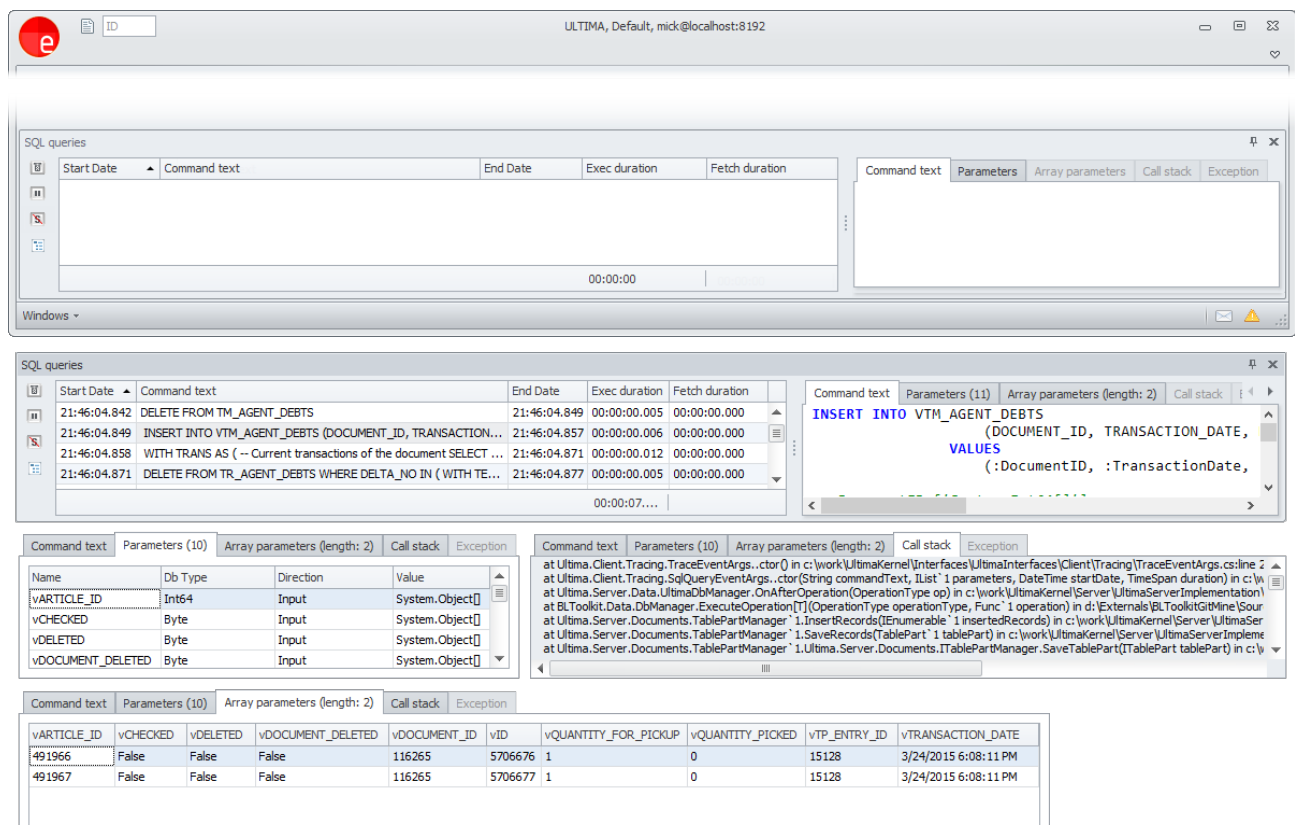 e ID ULTIMA, Default, mick@localhost:8192
SQL queries
Start Date Command text End Date Exec duration Fetch duration
Command text Parameters Array parameters Call stack Exception
00:00:00
Windows
SQL queries
Start Date Command text End Date Exec duration Fetch duration
21:46:04.842 DELETE FROM TM_AGENT_DEBTS 21:46:04.849 00:00:00.005 00:00:00.000
21:46:04.849 INSERT INTO VTM_AGENT_DEBTS (DOCUMENT_ID, TRANSACTION... 21:46:04.857 00:00:00.006 00:00:00.000
21:46:04.858 WITH TRANS AS ( -- Current transactions of the document SELECT ... 21:46:04.871 00:00:00.012 00:00:00.000
21:46:04.871 DELETE FROM TR_AGENT_DEBTS WHERE DELTA_NO IN ( WITH TE... 21:46:04.877 00:00:00.005 00:00:00.000
00:00:07....
Command text Parameters (11) Array parameters (length: 2) Call stack
INSERT INTO VTM_AGENT_DEBTS
(DOCUMENT_ID, TRANSACTION_DATE,
VALUES
(:DocumentID, :TransactionDate,
Command text Parameters (10) Array parameters (length: 2) Call stack Exception
Name Db Type Direction Value
vARTICLE_ID Int64 Input System.Object[]
vCHECKED Byte Input System.Object[]
vDELETED Byte Input System.Object[]
vDOCUMENT_DELETED Byte Input System.Object[]
Command text Parameters (10) Array parameters (length: 2) Call stack Exception
at Ultima.Client.Tracing.TraceEventArgs..ctor() in c:\work\UltimaKernel\Interfaces\UltimaInterfaces\Client\Tracing\TraceEventArgs.cs:line 2
at Ultima.Client.Tracing.SqlQueryEventArgs..ctor(String commandText, IList`1 parameters, DateTime startDate, TimeSpan duration) in c:\w
at Ultima.Server.Data.UltimaDbManager.OnAfterOperation(OperationType op) in c:\work\UltimaKernel\Server\UltimaServerImplementation\
at BLToolkit.Data.DbManager.ExecuteOperation[T](OperationType operationType, Func`1 operation) in d:\Externals\BLToolkitGitMine\Sour
at Ultima.Server.Documents.TablePartManager`1.InsertRecords(IEnumerable`1 insertedRecords) in c:\work\UltimaKernel\Server\UltimaSer
at Ultima.Server.Documents.TablePartManager`1.SaveRecords(TablePart`1 tablePart) in c:\work\UltimaKernel\Server\UltimaServerImpleme
at Ultima.Server.Documents.TablePartManager`1.Ultima.Server.Documents.ITablePartManager.SaveTablePart(ITablePart tablePart) in c:\w
Command text Parameters (10) Array parameters (length: 2) Call stack Exception
vARTICLE_ID vCHECKED vDELETED vDOCUMENT_DELETED vDOCUMENT_ID vID vQUANTITY_FOR_PICKUP vQUANTITY_PICKED vTP_ENTRY_ID vTRANSACTION_DATE
491966 False False False 116265 5706676 1 0 15128 3/24/2015 6:08:11 PM
491967 False False False 116265 5706677 1 0 15128 3/24/2015 6:08:11 PM